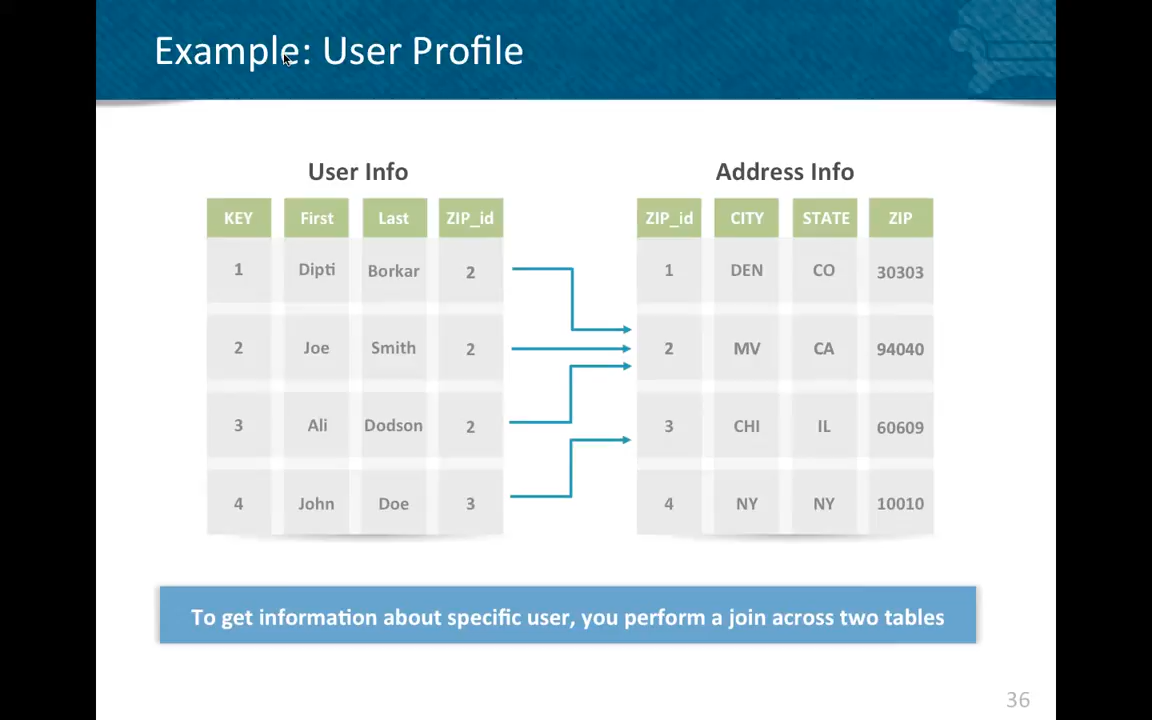 Example: User Profile
User Info
Address Info
KEY First Last ZIP_id
ZIP_id CITY STATE ZIP
1 Dipti Borkar 2
1 DEN CO 30303
2 Joe Smith 2
2 MV CA 94040
3 Ali Dodson 2
3 CHI IL 60609
4 John Doe 3
4 NY NY 10010
To get information about specific user, you perform a join across two tables
36